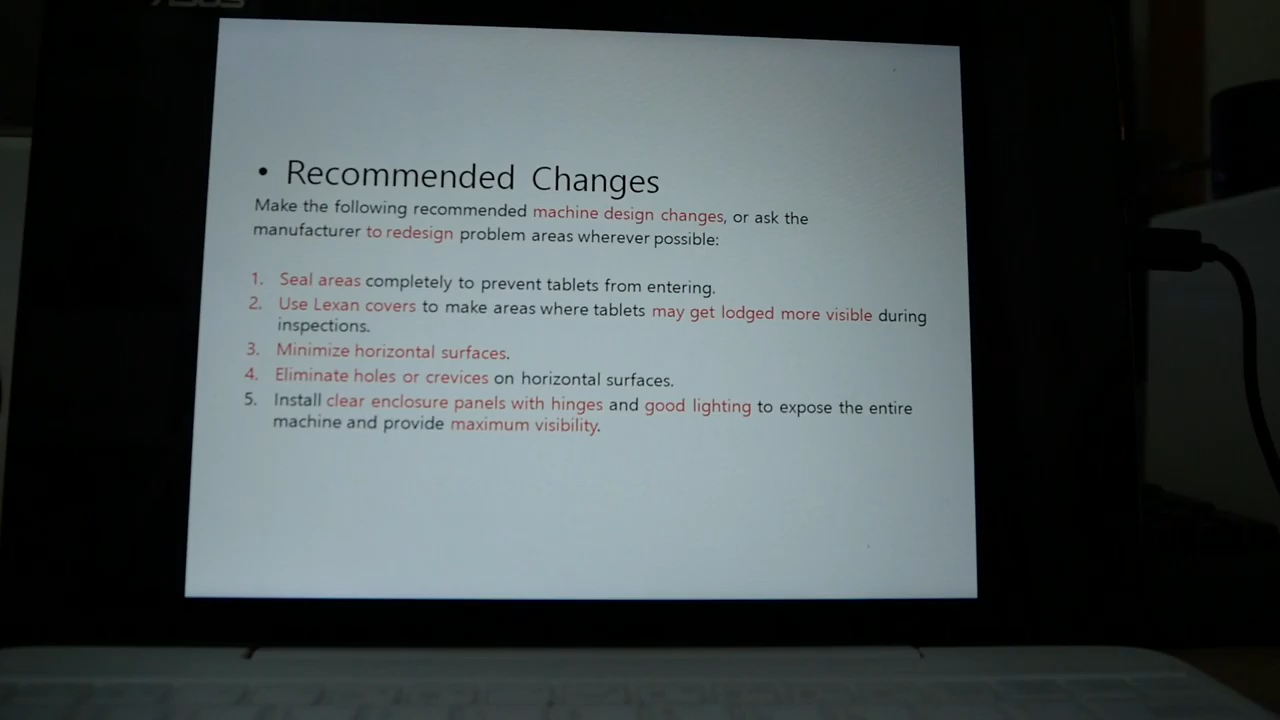 ASUS
• Recommended Changes
Make the following recommended machine design changes, or ask the
manufacturer to redesign problem areas wherever possible:
1. Seal areas completely to prevent tablets from entering.
2. Use Lexan covers to make areas where tablets may get lodged more visible during
inspections.
3. Minimize horizontal surfaces.
4. Eliminate holes or crevices on horizontal surfaces.
5. Install clear enclosure panels with hinges and good lighting to expose the entire
machine and provide maximum visibility.